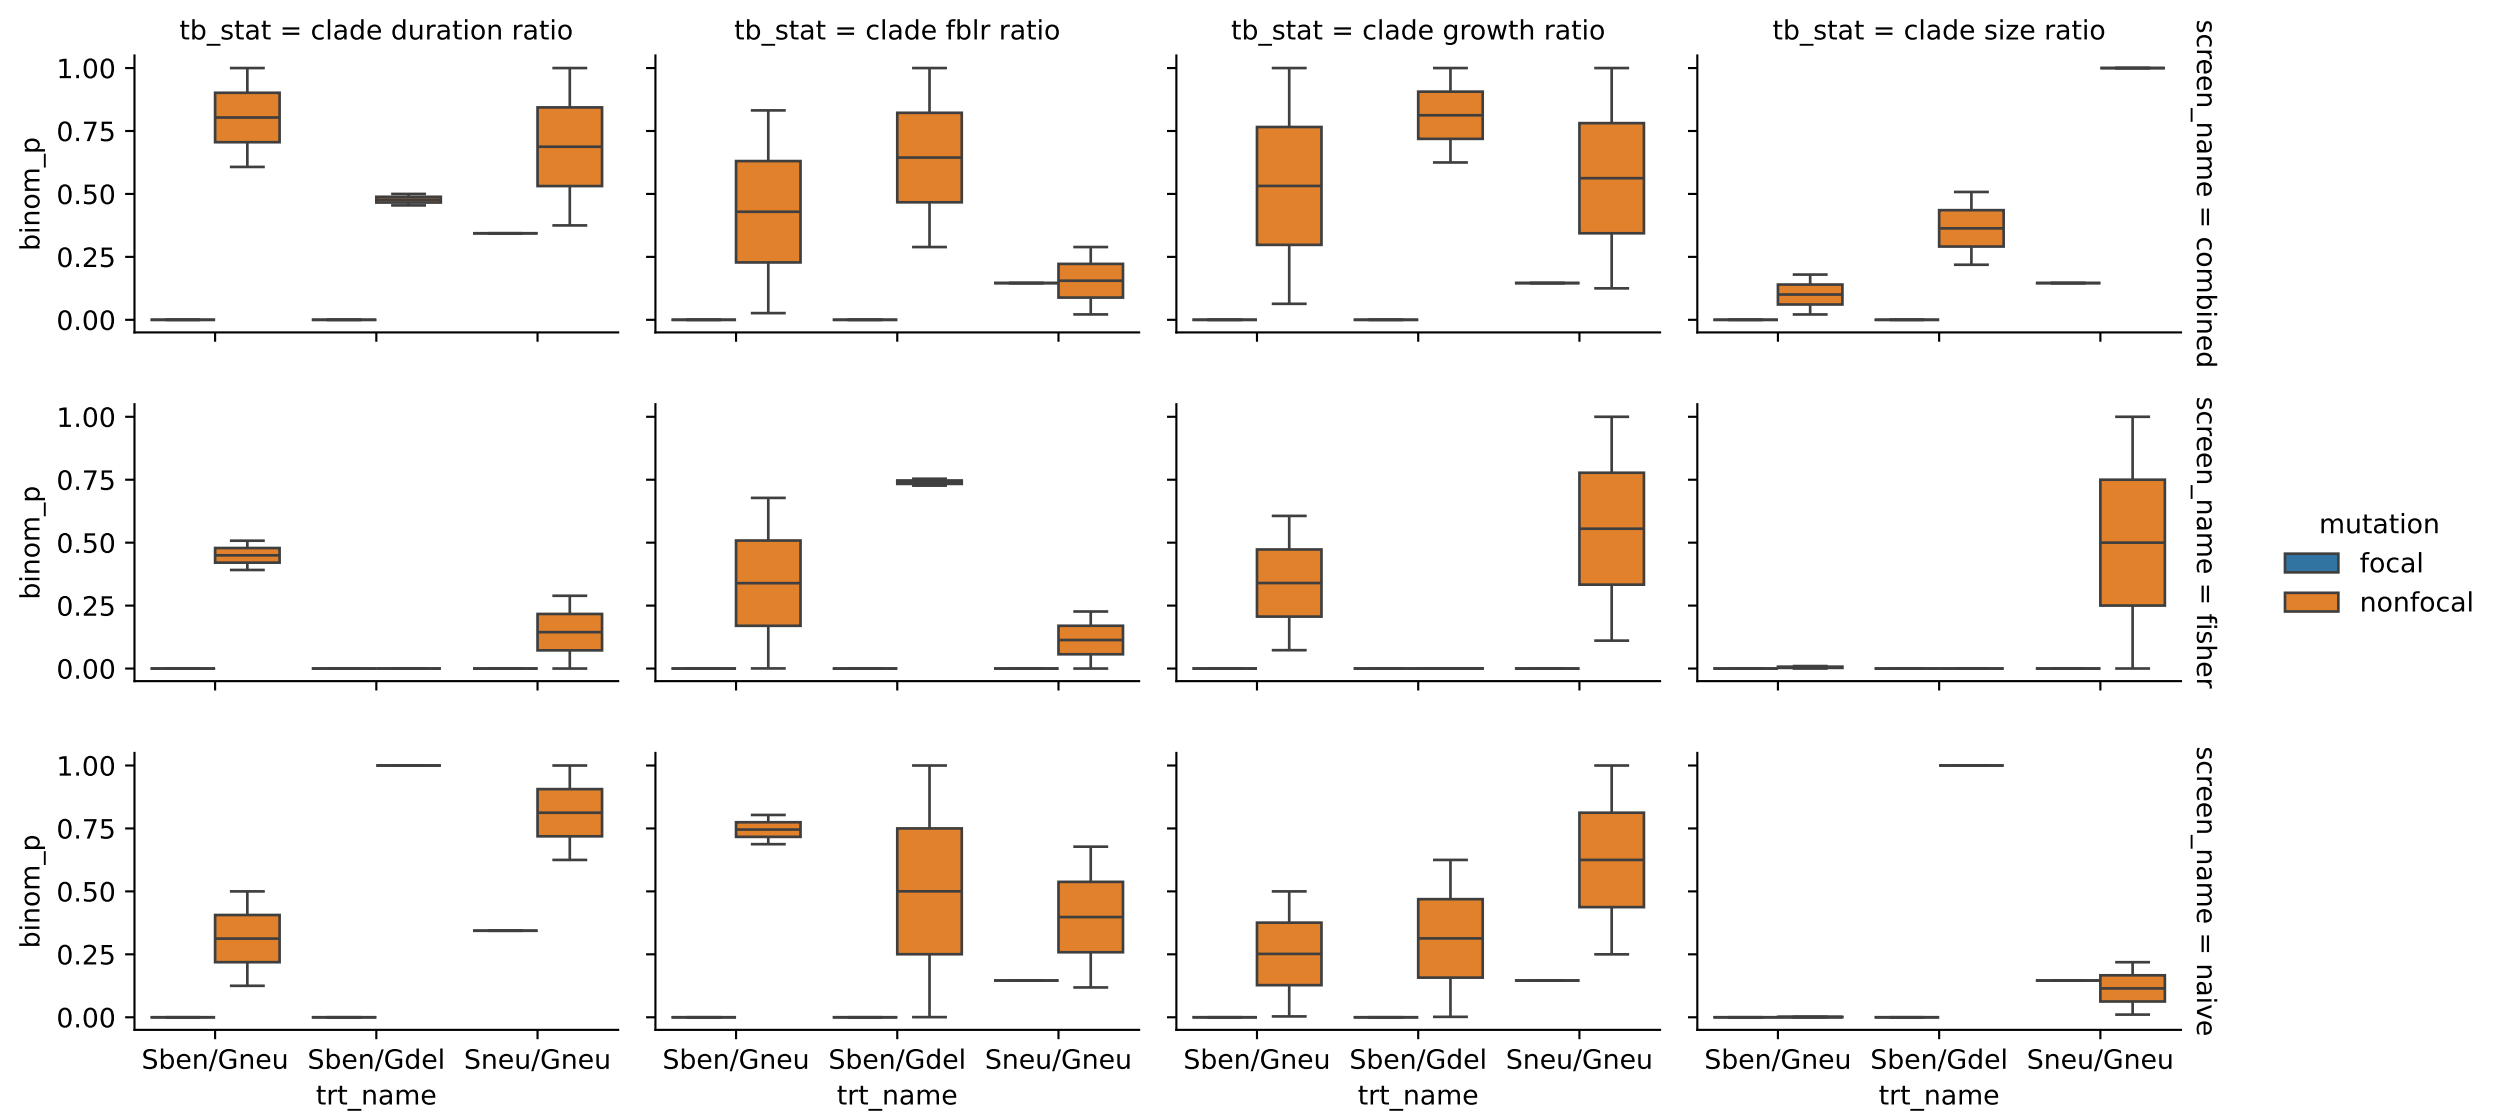 tb_stat = clade duration ratio
tb_stat = clade fblr ratio
tb_stat = clade growth ratio
tb_stat = clade size ratio
screen_name = combined
binom_p
1.00
0.75
0.50
0.25
0.00
screen_name = fisher
binom_p
1.00
0.75
0.50
0.25
0.00
mutation
focal
nonfocal
screen_name = naive
binom_p
1.00
0.75
0.50
0.25
0.00
Sben/Gneu Sben/Gdel Sneu/Gneu
Sben/Gneu Sben/Gdel Sneu/Gneu
Sben/Gneu Sben/Gdel Sneu/Gneu
Sben/Gneu Sben/Gdel Sneu/Gneu
trt_name
trt_name
trt_name
trt_name